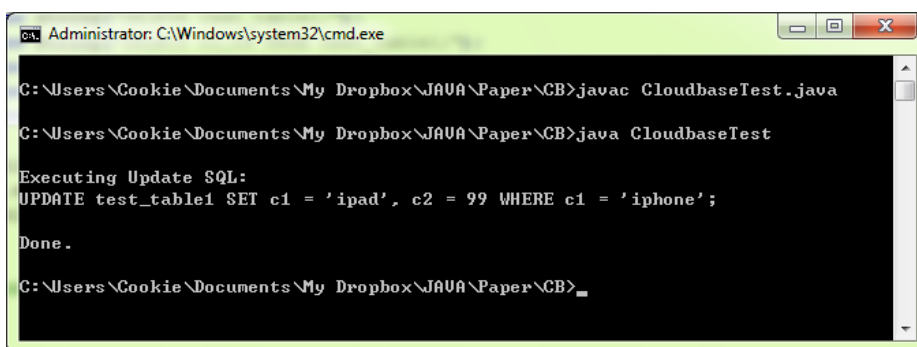 Administrator: C:\Windows\system32\cmd.exe
C:\Users\Cookie\Documents\My Dropbox\JAVA\Paper\CB>javac CloudbaseTest.java
C:\Users\Cookie\Documents\My Dropbox\JAVA\Paper\CB>java CloudbaseTest
Executing Update SQL:
UPDATE test_table1 SET c1 = 'ipad', c2 = 99 WHERE c1 = 'iphone';
Done.
C:\Users\Cookie\Documents\My Dropbox\JAVA\Paper\CB>_